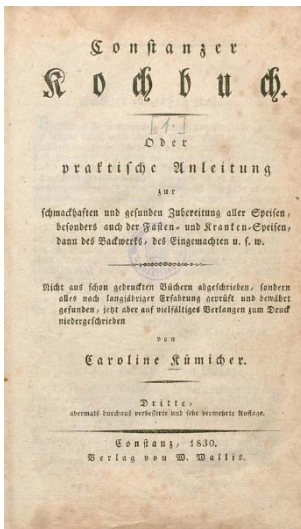 Constanzer
Kochbuch.
[1.]
Oder
praktische Anleitung
zur
schmackhaften und gesunden Zubereitung aller Speisen,
besonders auch der Fasten- und Kranken-Speisen,
dann des Backwerks, des Eingemachten u. s. w.
Nicht aus schon gedruckten Büchern abgeschrieben, sondern
alles nach langjähriger Erfahrung geprüft und bewährt
gefunden, jetzt aber auf vielfältiges Verlangen zum Druck
niedergeschrieben
von
Caroline Kümicher.
Dritte,
abermals durchaus verbesserte und sehr vermehrte Auflage.
Constanz, 1830.
Verlag von W. Wallis.